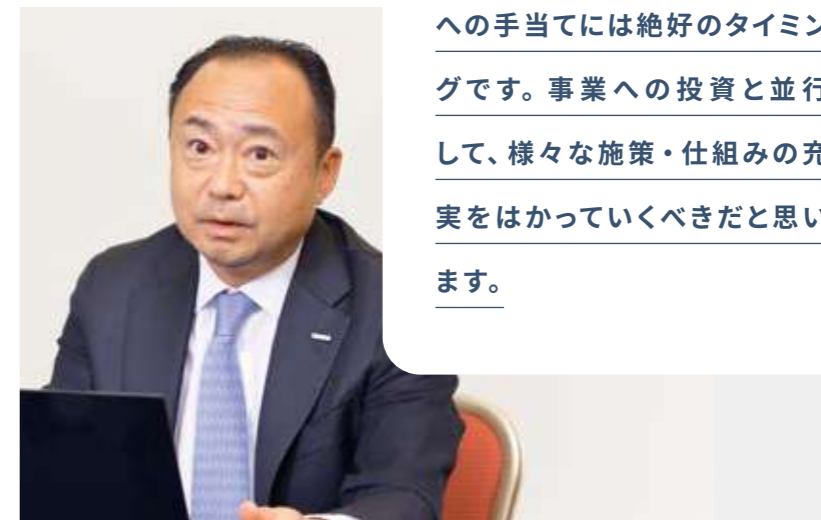 への手当てには絶好のタイミン
グです。事業への投資と並行
して、様々な施策・仕組みの充
実をはかっていくべきだと思い
ます。